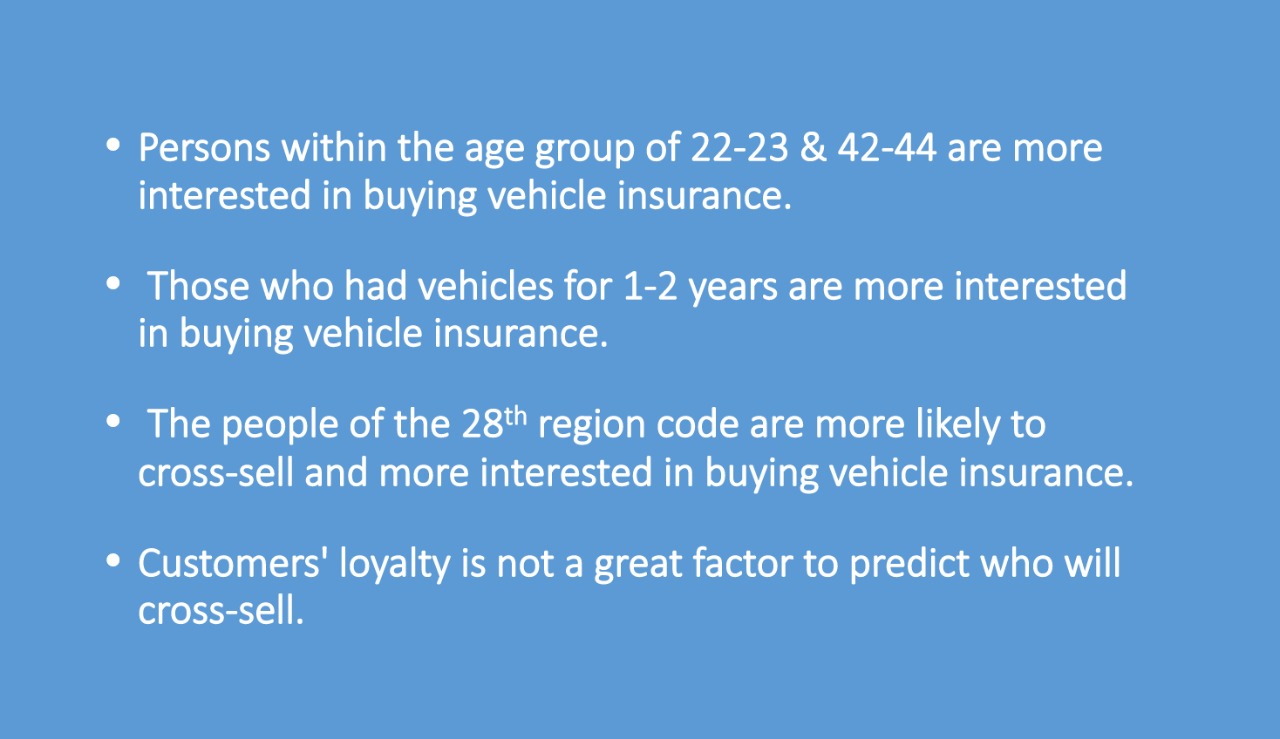 • Persons within the age group of 22-23 & 42-44 are more
interested in buying vehicle insurance.
• Those who had vehicles for 1-2 years are more interested
in buying vehicle insurance.
• The people of the 28th region code are more likely to
cross-sell and more interested in buying vehicle insurance.
• Customers' loyalty is not a great factor to predict who will
cross-sell.